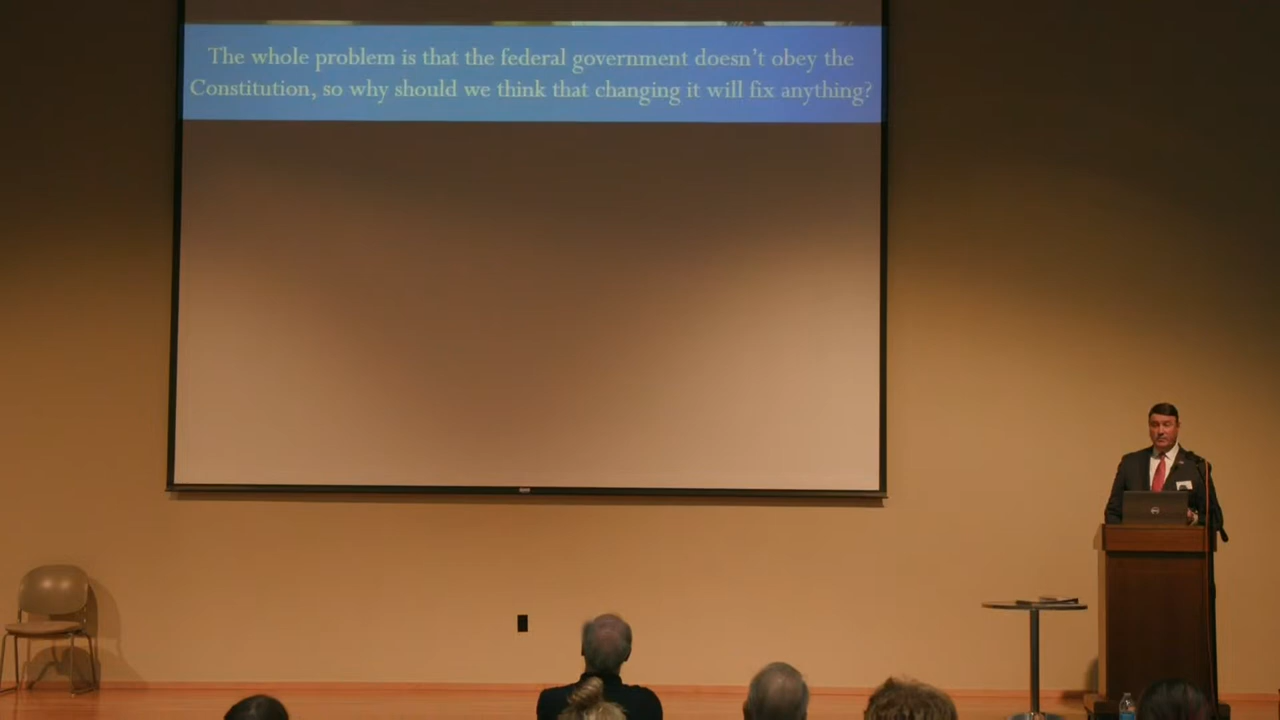 The whole problem is that the federal government doesn't obey the
Constitution, so why should we think that changing it will fix anything?